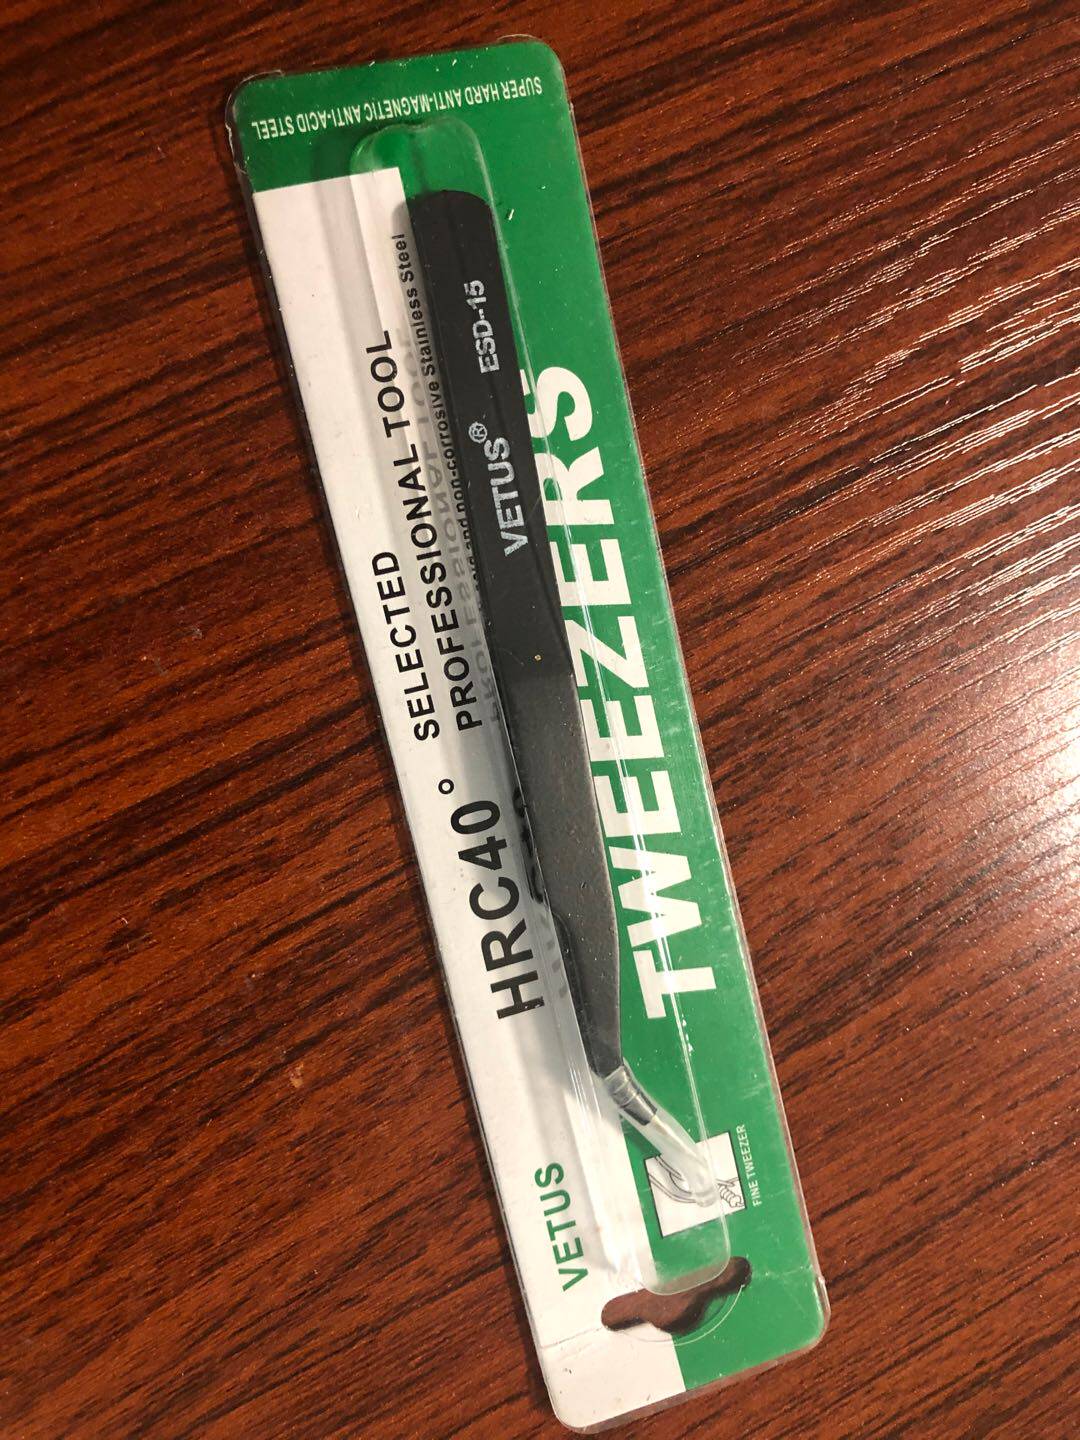 SUPER HARD ANTI-MAGNETIC ANTI-ACID STEEL
VETUS
HRC40°
SELECTED
PROFESSIONAL TOOL
and non-corrosive Stainless Steel
VETUS® ESD-15
TWEEZERS
FINE TWEEZER